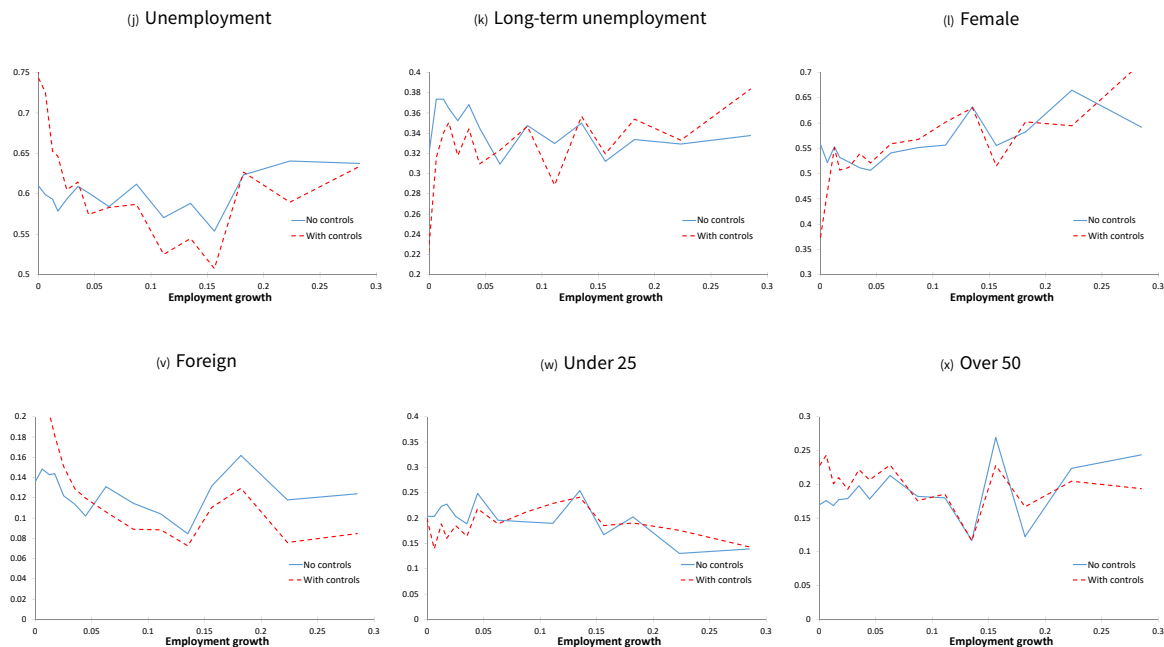 (j) Unemployment
0.75
0.7
0.65
0.6
0.55
0.5
0 0.05 0.1 0.15 0.2 0.25 0.3
Employment growth
No controls
With controls
(k) Long-term unemployment
0.4
0.38
0.36
0.34
0.32
0.3
0.28
0.26
0.24
0.22
0.2
0 0.05 0.1 0.15 0.2 0.25 0.3
Employment growth
No controls
With controls
(l) Female
0.7
0.65
0.6
0.55
0.5
0.45
0.4
0.35
0.3
0 0.05 0.1 0.15 0.2 0.25 0.3
Employment growth
No controls
With controls
(v) Foreign
0.2
0.18
0.16
0.14
0.12
0.1
0.08
0.06
0.04
0.02
0
0 0.05 0.1 0.15 0.2 0.25 0.3
Employment growth
No controls
With controls
(w) Under 25
0.4
0.35
0.3
0.25
0.2
0.15
0.1
0.05
0
0 0.05 0.1 0.15 0.2 0.25 0.3
Employment growth
No controls
With controls
(x) Over 50
0.3
0.25
0.2
0.15
0.1
0.05
0
0 0.05 0.1 0.15 0.2 0.25 0.3
Employment growth
No controls
With controls